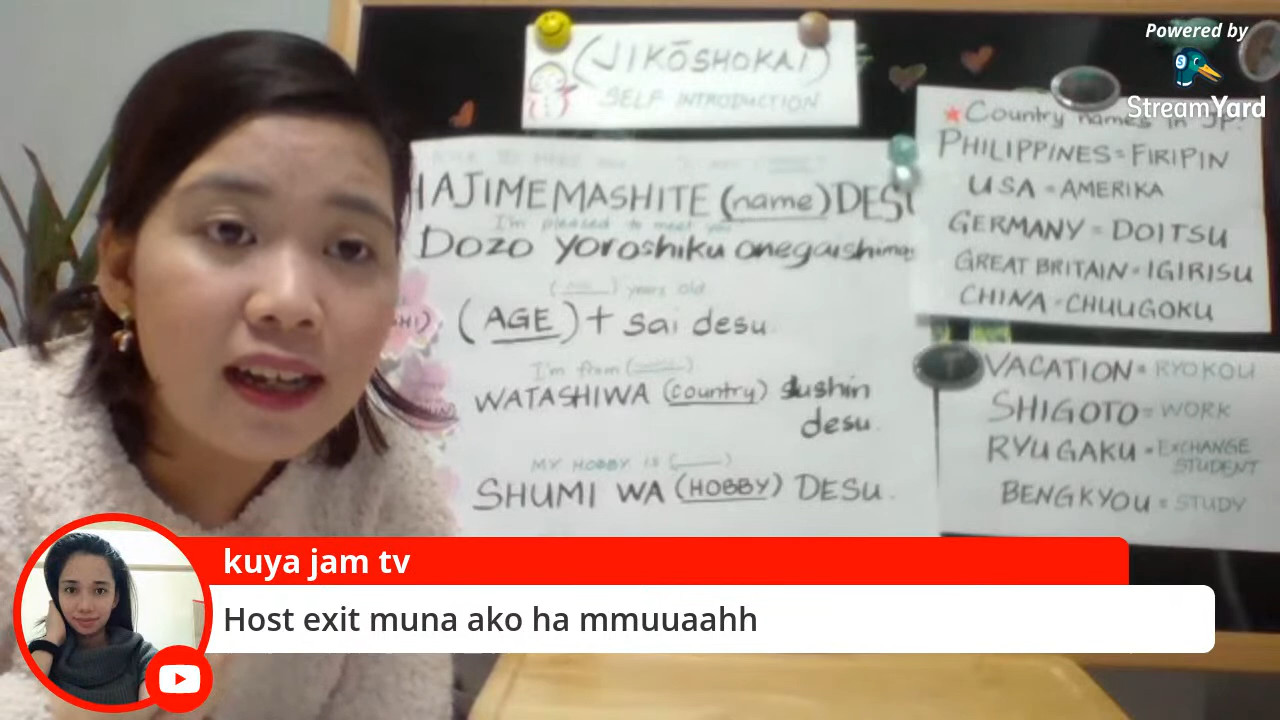 Powered by
StreamYard
(JIKŌSHOKAI)
SELF INTRODUCTION
HAJIMEMASHITE (name) DESU
I'm pleased to meet you
Dozo yoroshiku onegaishimas
(___) years old
(AGE) + sai desu
I'm from (___)
WATASHIWA (country) shushin
desu.
MY HOBBY IS (___)
SHUMI WA (HOBBY) DESU.
★ Country names in JP.
PHILIPPINES = FIRIPIN
USA = AMERIKA
GERMANY = DOITSU
GREAT BRITAIN = IGIRISU
CHINA = CHUUGOKU
VACATION = RYOKOU
SHIGOTO = WORK
RYUGAKU = EXCHANGE
STUDENT
BENGKYOU = STUDY
kuya jam tv
Host exit muna ako ha mmuuaahh